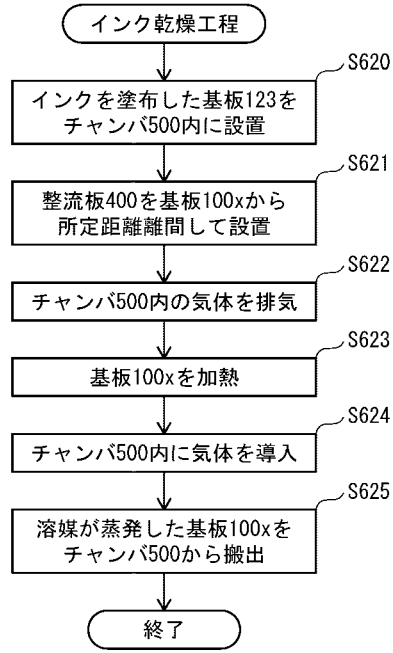 インク乾燥工程
S620
インクを塗布した基板123を
チャンバ500内に設置
S621
整流板400を基板100xから
所定距離離間して設置
S622
チャンバ500内の気体を排気
S623
基板100xを加熱
S624
チャンバ500内に気体を導入
S625
溶媒が蒸発した基板100xを
チャンバ500から搬出
終了